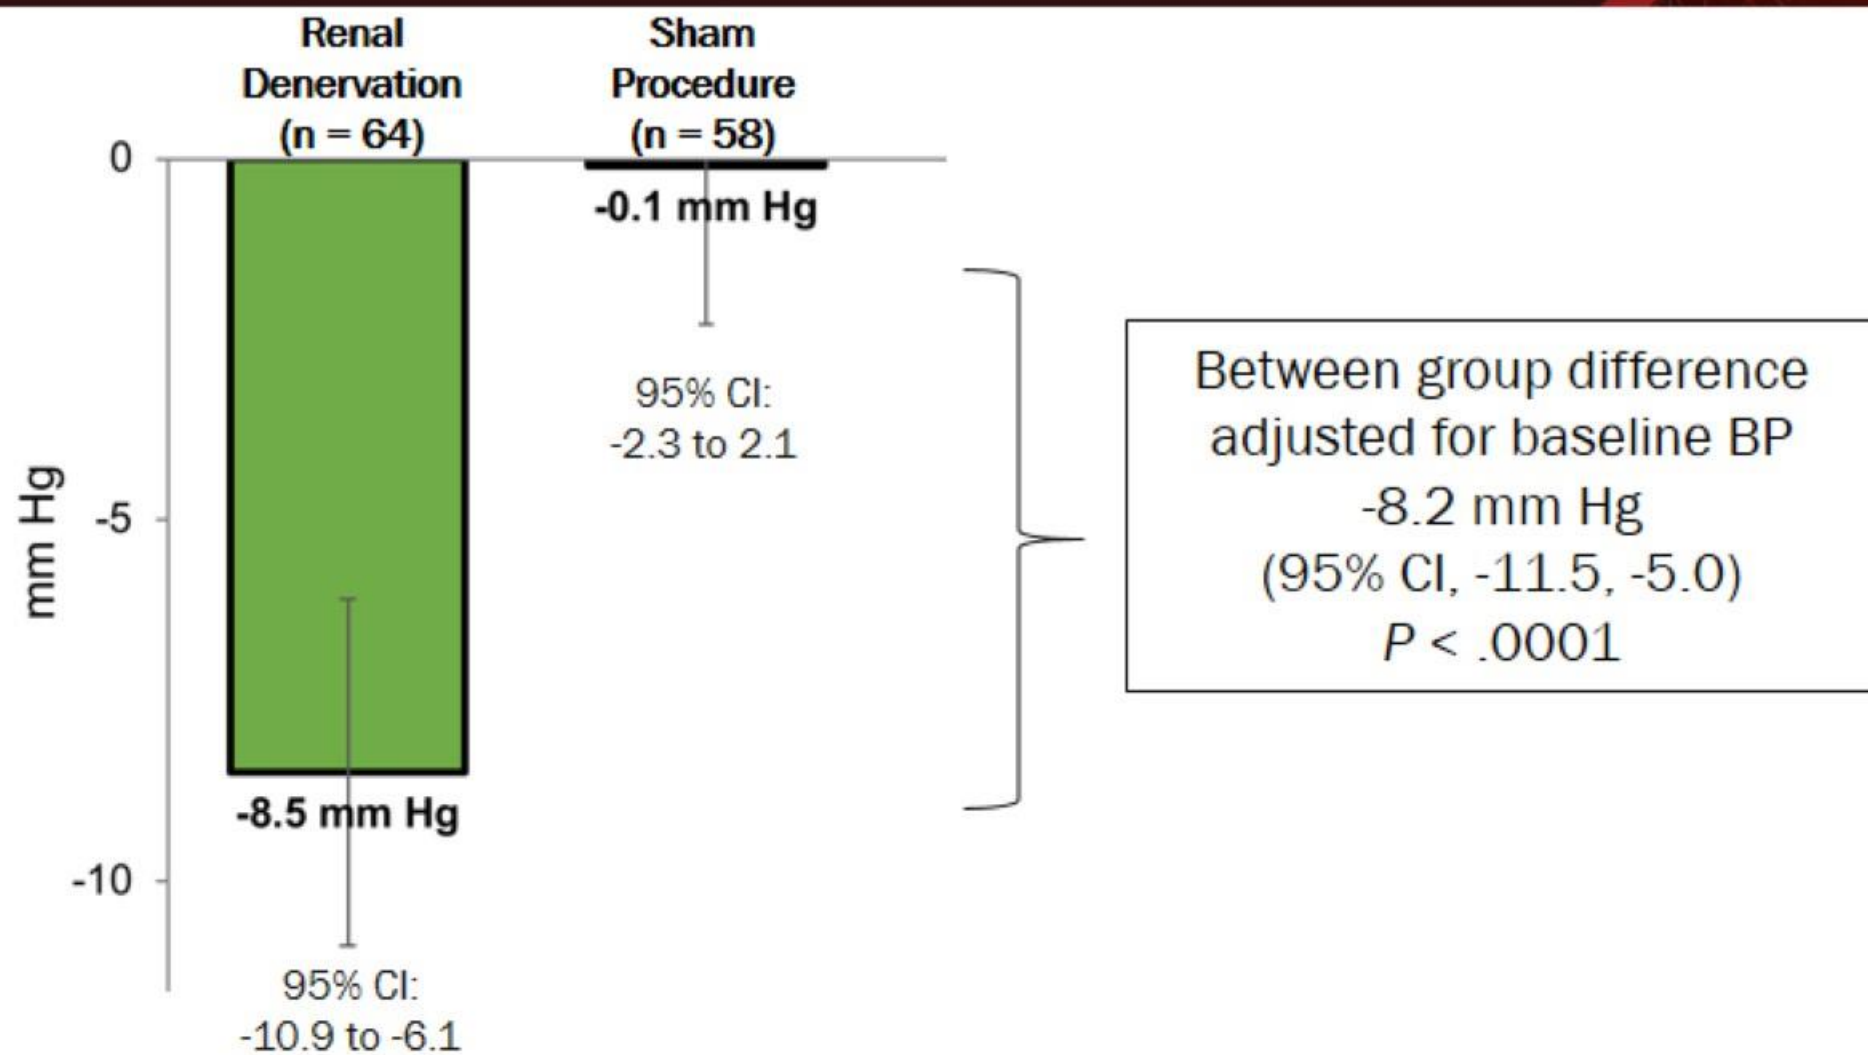 Renal
Denervation
(n = 64)
Sham
Procedure
(n = 58)
0
-0.1 mm Hg
95% CI:
-2.3 to 2.1
mm Hg
-5
-8.5 mm Hg
-10
95% CI:
-10.9 to -6.1
Between group difference
adjusted for baseline BP
-8.2 mm Hg
(95% CI, -11.5, -5.0)
P < .0001